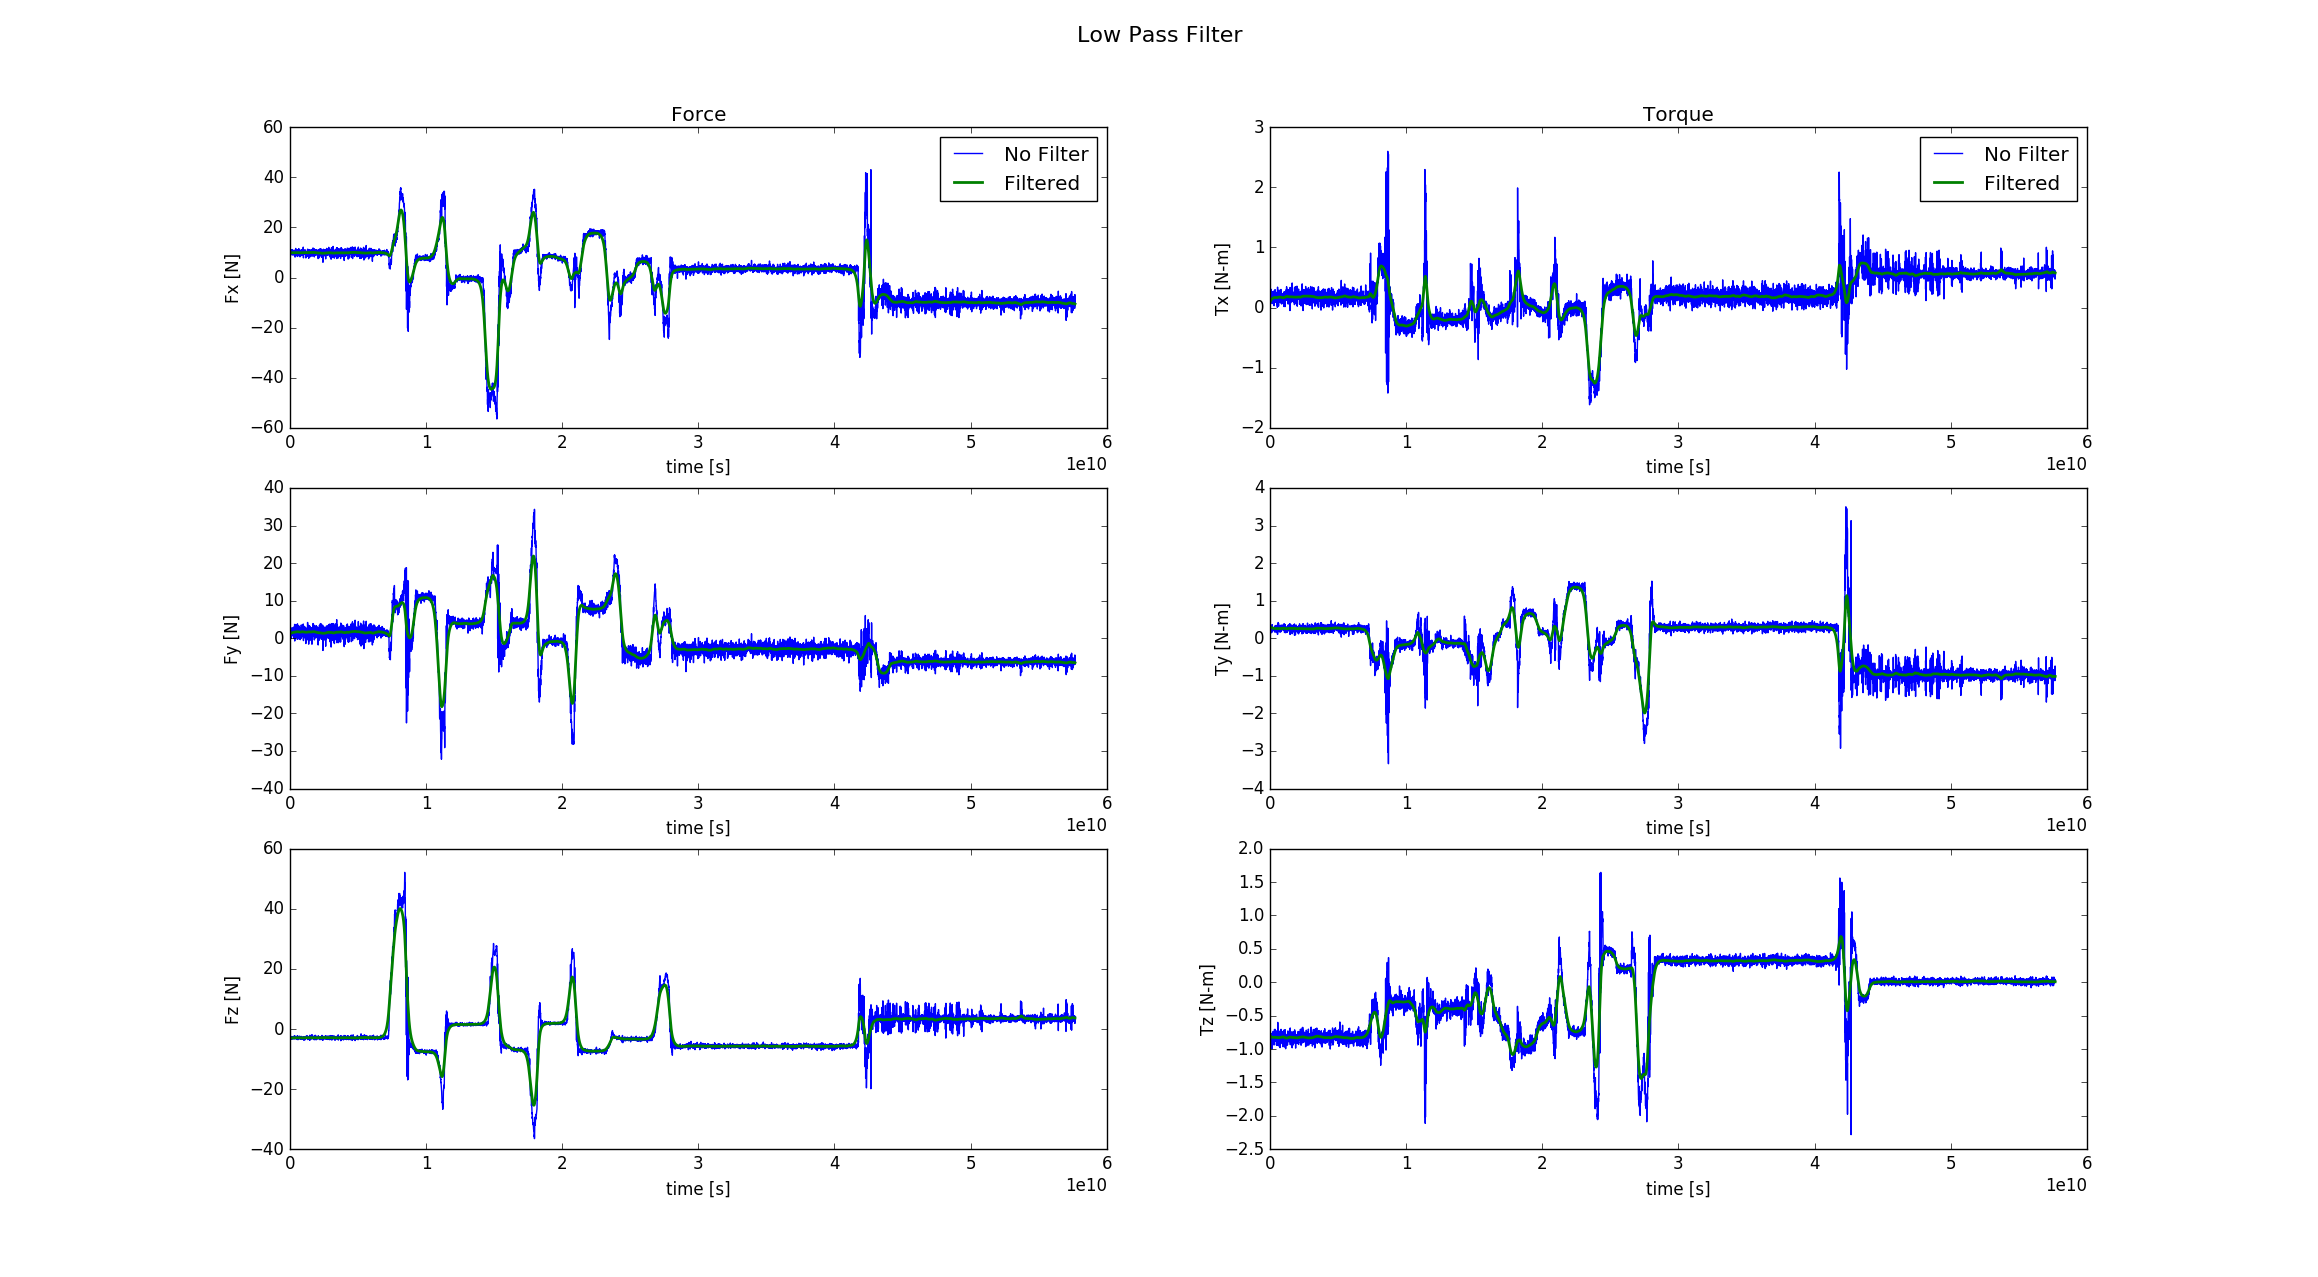 Low Pass Filter
Force
60
40
20
0
−20
−40
−60
Fx [N]
No Filter
Filtered
0 1 2 3 4 5 6
time [s]
1e10
Torque
3
2
1
0
−1
−2
Tx [N-m]
No Filter
Filtered
0 1 2 3 4 5 6
time [s]
1e10
40
30
20
10
0
−10
−20
−30
−40
Fy [N]
0 1 2 3 4 5 6
time [s]
1e10
4
3
2
1
0
−1
−2
−3
−4
Ty [N-m]
0 1 2 3 4 5 6
time [s]
1e10
60
40
20
0
−20
−40
Fz [N]
0 1 2 3 4 5 6
time [s]
1e10
2.0
1.5
1.0
0.5
0.0
−0.5
−1.0
−1.5
−2.0
−2.5
Tz [N-m]
0 1 2 3 4 5 6
time [s]
1e10